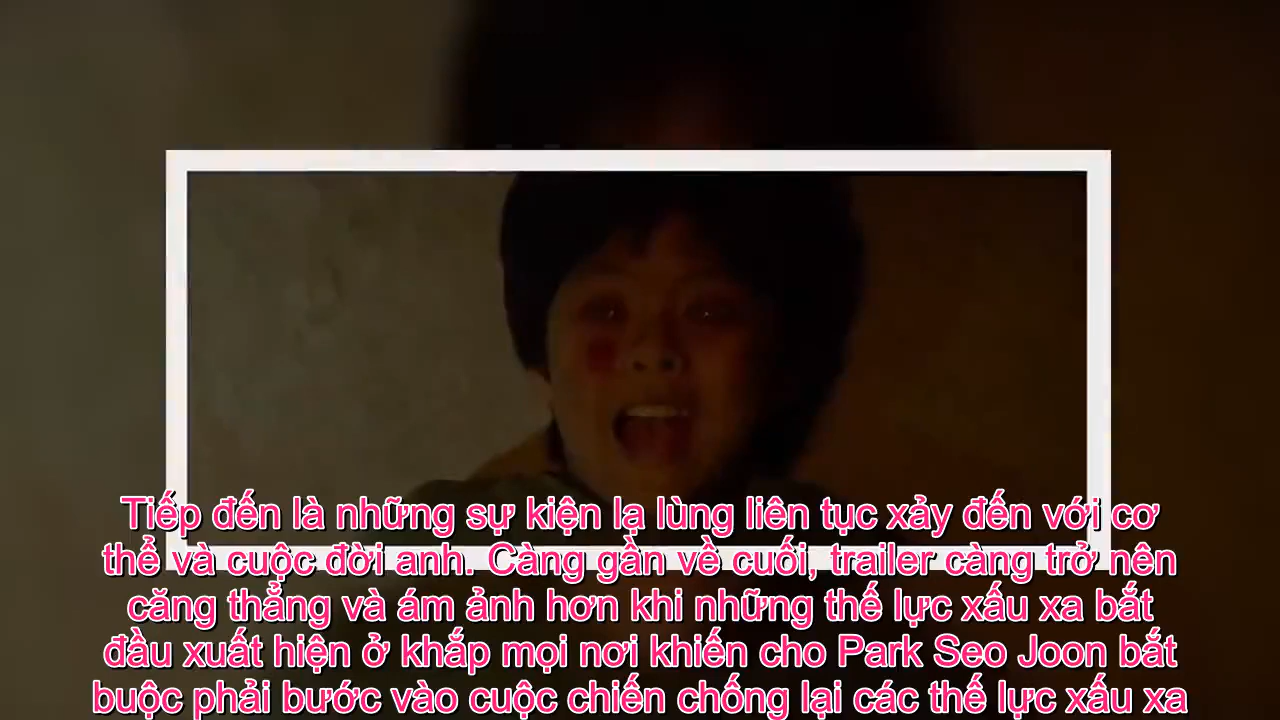 Tiếp đến là những sự kiện lạ lùng liên tục xảy đến với cơ
thể và cuộc đời anh. Càng gần về cuối, trailer càng trở nên
căng thẳng và ám ảnh hơn khi những thế lực xấu xa bắt
đầu xuất hiện ở khắp mọi nơi khiến cho Park Seo Joon bắt
buộc phải bước vào cuộc chiến chống lại các thế lực xấu xa